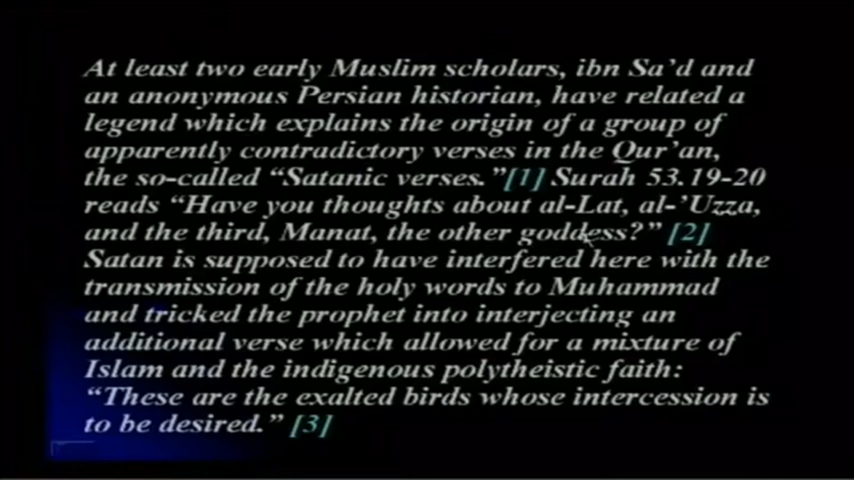 At least two early Muslim scholars, ibn Sa'd and
an anonymous Persian historian, have related a
legend which explains the origin of a group of
apparently contradictory verses in the Qur'an,
the so-called "Satanic verses."[1] Surah 53.19-20
reads "Have you thoughts about al-Lat, al-'Uzza,
and the third, Manat, the other goddess?" [2]
Satan is supposed to have interfered here with the
transmission of the holy words to Muhammad
and tricked the prophet into interjecting an
additional verse which allowed for a mixture of
Islam and the indigenous polytheistic faith:
"These are the exalted birds whose intercession is
to be desired." [3]